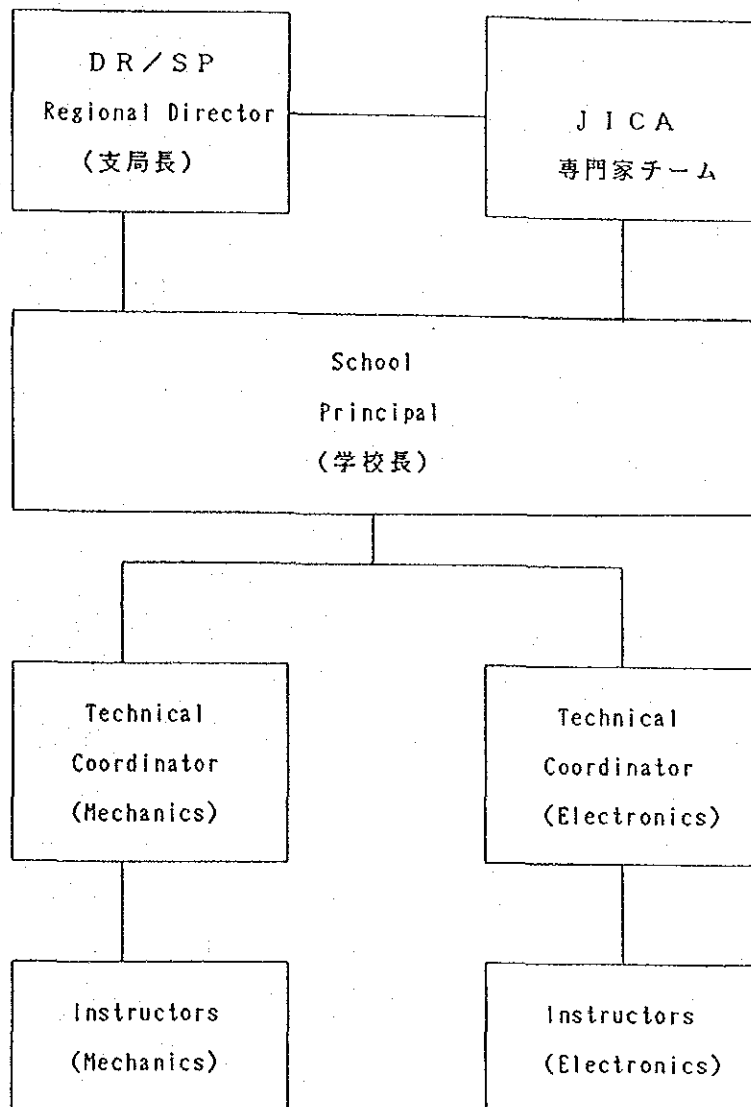 DR／SP
Regional Director
(支局長)
JICA
専門家チーム
School
Principal
(学校長)
Technical
Coordinator
(Mechanics)
Technical
Coordinator
(Electronics)
Instructors
(Mechanics)
Instructors
(Electronics)